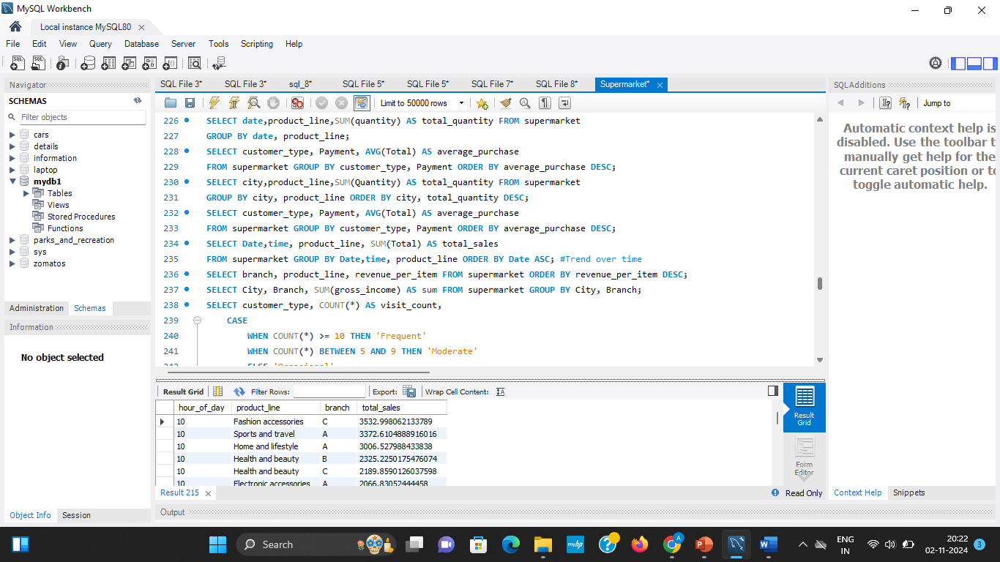 MySQL Workbench
Local instance MySQL80
File Edit View Query Database Server Tools Scripting Help
Navigator
SCHEMAS
Filter objects
cars
details
information
laptop
mydb1
Tables
Views
Stored Procedures
Functions
parks_and_recreation
sys
zomatos
Administration Schemas
Information
No object selected
Object Info Session
SQL File 3* SQL File 3* sql_8* SQL File 5* SQL File 5* SQL File 7* SQL File 8* Supermarket*
Limit to 50000 rows
226 SELECT date,product_line,SUM(quantity) AS total_quantity FROM supermarket
227 GROUP BY date, product_line;
228 SELECT customer_type, Payment, AVG(Total) AS average_purchase
229 FROM supermarket GROUP BY customer_type, Payment ORDER BY average_purchase DESC;
230 SELECT city,product_line,SUM(Quantity) AS total_quantity FROM supermarket
231 GROUP BY city, product_line ORDER BY city, total_quantity DESC;
232 SELECT customer_type, Payment, AVG(Total) AS average_purchase
233 FROM supermarket GROUP BY customer_type, Payment ORDER BY average_purchase DESC;
234 SELECT Date,time, product_line, SUM(Total) AS total_sales
235 FROM supermarket GROUP BY Date,time, product_line ORDER BY Date ASC; #Trend over time
236 SELECT branch, product_line, revenue_per_item FROM supermarket ORDER BY revenue_per_item DESC;
237 SELECT City, Branch, SUM(gross_income) AS sum FROM supermarket GROUP BY City, Branch;
238 SELECT customer_type, COUNT(*) AS visit_count,
239 CASE
240 WHEN COUNT(*) >= 10 THEN 'Frequent'
241 WHEN COUNT(*) BETWEEN 5 AND 9 THEN 'Moderate'
242 ELSE 'Occasional'
Result Grid Filter Rows: Export: Wrap Cell Content:
hour_of_day product_line branch total_sales
10 Fashion accessories C 3532.998062133789
10 Sports and travel A 3372.6104888916016
10 Home and lifestyle A 3006.527988433838
10 Health and beauty B 2325.2250175476074
10 Health and beauty C 2189.8590126037598
10 Electronic accessories A 2066.83052444458
Result Grid
Form Editor
Result 215
Read Only
Output
SQLAdditions
Jump to
Automatic context help is
disabled. Use the toolbar t
manually get help for the
current caret position or to
toggle automatic help.
Context Help Snippets
Search
myhp
A
ENG
IN
20:22
02-11-2024
3